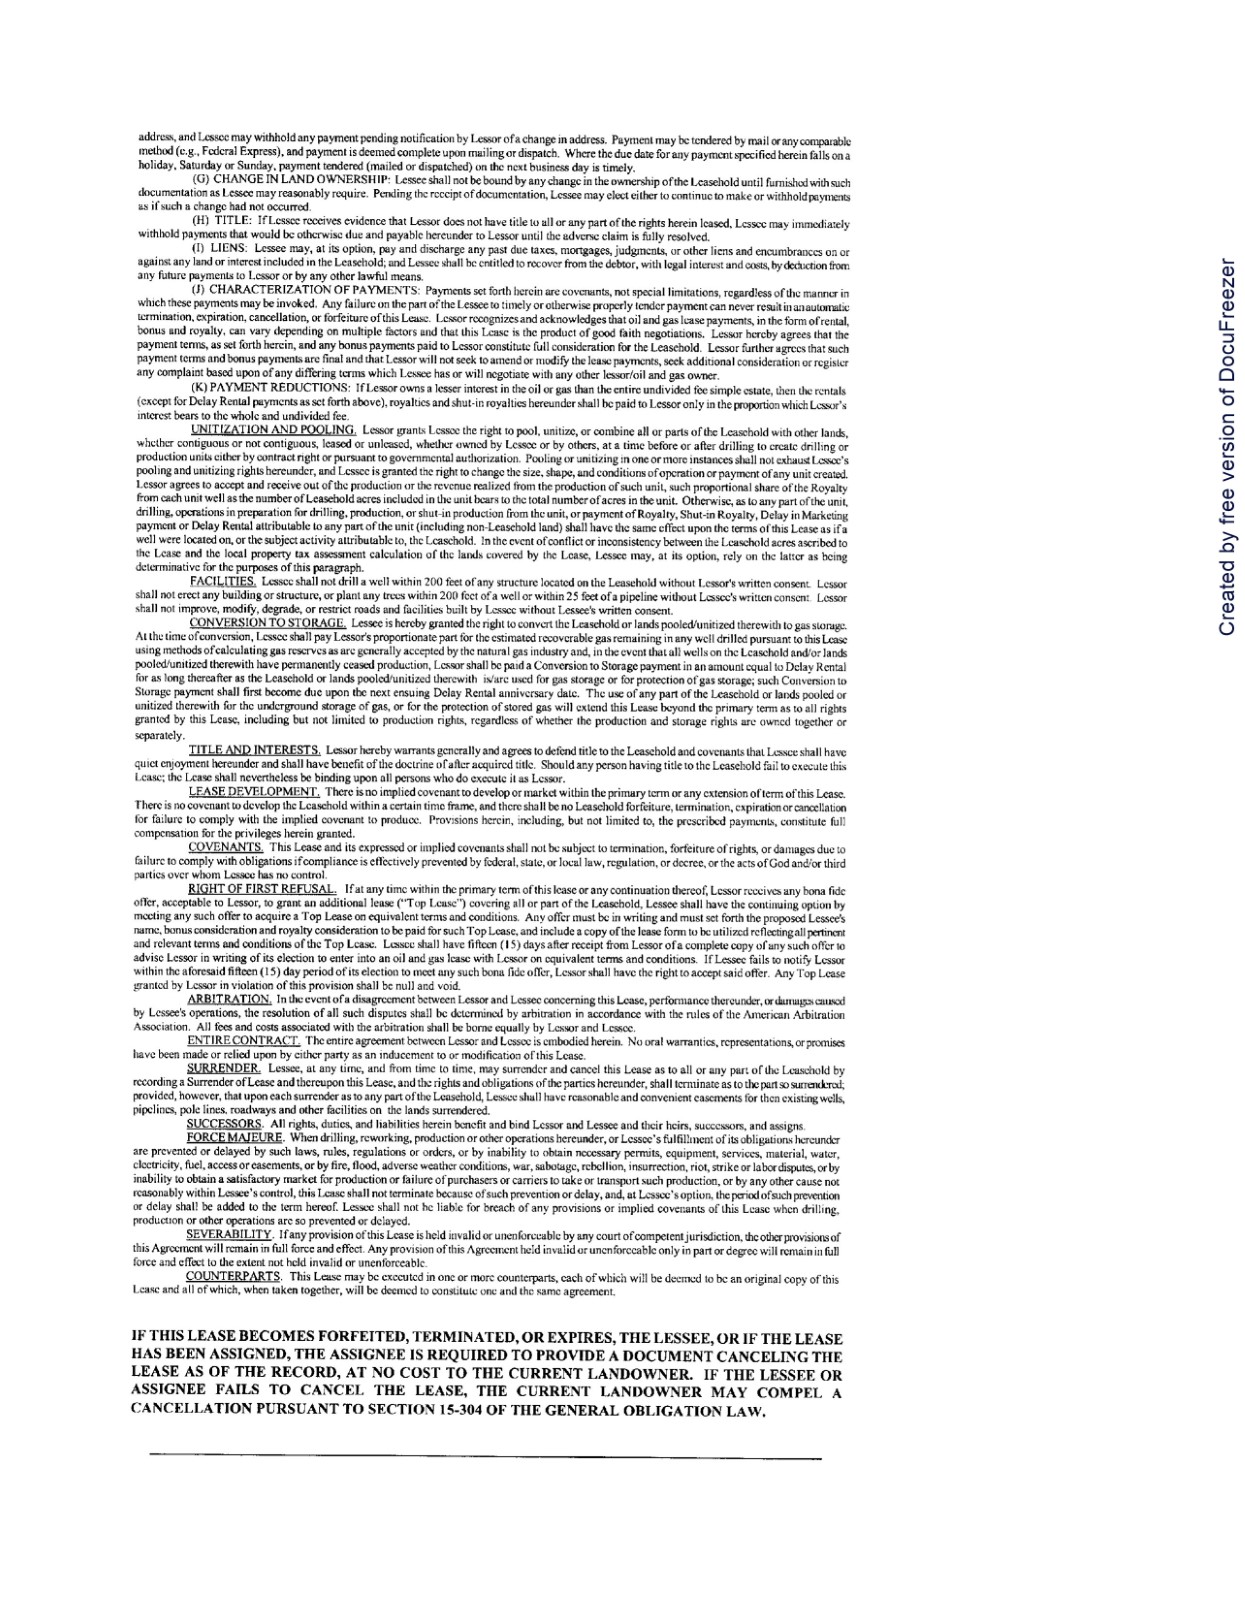 address, and Lessee may withhold any payment pending notification by Lessor of a change in address. Payment may be tendered by mail or any comparable
method (e.g., Federal Express), and payment is deemed complete upon mailing or dispatch. Where the due date for any payment specified herein falls on a
holiday, Saturday or Sunday, payment tendered (mailed or dispatched) on the next business day is timely.
(G) CHANGE IN LAND OWNERSHIP: Lessee shall not be bound by any change in the ownership of the Leasehold until furnished with such
documentation as Lessee may reasonably require. Pending the receipt of documentation, Lessee may elect either to continue to make or withhold payments
as if such a change had not occurred.
(H) TITLE: If Lessee receives evidence that Lessor does not have title to all or any part of the rights herein leased, Lessee may immediately
withhold payments that would be otherwise due and payable hereunder to Lessor until the adverse claim is fully resolved.
(I) LIENS: Lessee may, at its option, pay and discharge any past due taxes, mortgages, judgments, or other liens and encumbrances on or
against any land or interest included in the Leasehold; and Lessee shall be entitled to recover from the debtor, with legal interest and costs, by deduction from
any future payments to Lessor or by any other lawful means.
(J) CHARACTERIZATION OF PAYMENTS: Payments set forth herein are covenants, not special limitations, regardless of the manner in
which these payments may be invoked. Any failure on the part of the Lessee to timely or otherwise properly tender payment can never result in an automatic
termination, expiration, cancellation, or forfeiture of this Lease. Lessor recognizes and acknowledges that oil and gas lease payments, in the form of rental,
bonus and royalty, can vary depending on multiple factors and that this Lease is the product of good faith negotiations. Lessor hereby agrees that the
payment terms, as set forth herein, and any bonus payments paid to Lessor constitute full consideration for the Leasehold. Lessor further agrees that such
payment terms and bonus payments are final and that Lessor will not seek to amend or modify the lease payments, seek additional consideration or register
any complaint based upon of any differing terms which Lessee has or will negotiate with any other lessor/oil and gas owner.
(K) PAYMENT REDUCTIONS: If Lessor owns a lesser interest in the oil or gas than the entire undivided fee simple estate, then the rentals
(except for Delay Rental payments as set forth above), royalties and shut-in royalties hereunder shall be paid to Lessor only in the proportion which Lessor's
interest bears to the whole and undivided fee.
UNITIZATION AND POOLING. Lessor grants Lessee the right to pool, unitize, or combine all or parts of the Leasehold with other lands,
whether contiguous or not contiguous, leased or unleased, whether owned by Lessee or by others, at a time before or after drilling to create drilling or
production units either by contract right or pursuant to governmental authorization. Pooling or unitizing in one or more instances shall not exhaust Lessee's
pooling and unitizing rights hereunder, and Lessee is granted the right to change the size, shape, and conditions of operation or payment of any unit created.
Lessor agrees to accept and receive out of the production or the revenue realized from the production of such unit, such proportional share of the Royalty
from each unit well as the number of Leasehold acres included in the unit bears to the total number of acres in the unit. Otherwise, as to any part of the unit,
drilling, operations in preparation for drilling, production, or shut-in production from the unit, or payment of Royalty, Shut-in Royalty, Delay in Marketing
payment or Delay Rental attributable to any part of the unit (including non-Leasehold land) shall have the same effect upon the terms of this Lease as if a
well were located on, or the subject activity attributable to, the Leasehold. In the event of conflict or inconsistency between the Leasehold acres ascribed to
the Lease and the local property tax assessment calculation of the lands covered by the Lease, Lessee may, at its option, rely on the latter as being
determinative for the purposes of this paragraph.
FACILITIES. Lessee shall not drill a well within 200 feet of any structure located on the Leasehold without Lessor's written consent. Lessor
shall not erect any building or structure, or plant any trees within 200 feet of a well or within 25 feet of a pipeline without Lessee's written consent. Lessor
shall not improve, modify, degrade, or restrict roads and facilities built by Lessee without Lessee's written consent.
CONVERSION TO STORAGE. Lessee is hereby granted the right to convert the Leasehold or lands pooled/unitized therewith to gas storage.
At the time of conversion, Lessee shall pay Lessor's proportionate part for the estimated recoverable gas remaining in any well drilled pursuant to this Lease
using methods of calculating gas reserves as are generally accepted by the natural gas industry and, in the event that all wells on the Leasehold and/or lands
pooled/unitized therewith have permanently ceased production, Lessor shall be paid a Conversion to Storage payment in an amount equal to Delay Rental
for as long thereafter as the Leasehold or lands pooled/unitized therewith is/are used for gas storage or for protection of gas storage; such Conversion to
Storage payment shall first become due upon the next ensuing Delay Rental anniversary date. The use of any part of the Leasehold or lands pooled or
unitized therewith for the underground storage of gas, or for the protection of stored gas will extend this Lease beyond the primary term as to all rights
granted by this Lease, including but not limited to production rights, regardless of whether the production and storage rights are owned together or
separately.
TITLE AND INTERESTS. Lessor hereby warrants generally and agrees to defend title to the Leasehold and covenants that Lessee shall have
quiet enjoyment hereunder and shall have benefit of the doctrine of after acquired title. Should any person having title to the Leasehold fail to execute this
Lease; the Lease shall nevertheless be binding upon all persons who do execute it as Lessor.
LEASE DEVELOPMENT. There is no implied covenant to develop or market within the primary term or any extension of term of this Lease.
There is no covenant to develop the Leasehold within a certain time frame, and there shall be no Leasehold forfeiture, termination, expiration or cancellation
for failure to comply with the implied covenant to produce. Provisions herein, including, but not limited to, the prescribed payments, constitute full
compensation for the privileges herein granted.
COVENANTS. This Lease and its expressed or implied covenants shall not be subject to termination, forfeiture of rights, or damages due to
failure to comply with obligations if compliance is effectively prevented by federal, state, or local law, regulation, or decree, or the acts of God and/or third
parties over whom Lessee has no control.
RIGHT OF FIRST REFUSAL. If at any time within the primary term of this lease or any continuation thereof, Lessor receives any bona fide
offer, acceptable to Lessor, to grant an additional lease ("Top Lease") covering all or part of the Leasehold, Lessee shall have the continuing option by
meeting any such offer to acquire a Top Lease on equivalent terms and conditions. Any offer must be in writing and must set forth the proposed Lessee's
name, bonus consideration and royalty consideration to be paid for such Top Lease, and include a copy of the lease form to be utilized reflecting all pertinent
and relevant terms and conditions of the Top Lease. Lessee shall have fifteen (15) days after receipt from Lessor of a complete copy of any such offer to
advise Lessor in writing of its election to enter into an oil and gas lease with Lessor on equivalent terms and conditions. If Lessee fails to notify Lessor
within the aforesaid fifteen (15) day period of its election to meet any such bona fide offer, Lessor shall have the right to accept said offer. Any Top Lease
granted by Lessor in violation of this provision shall be null and void.
ARBITRATION. In the event of a disagreement between Lessor and Lessee concerning this Lease, performance thereunder, or damages caused
by Lessee's operations, the resolution of all such disputes shall be determined by arbitration in accordance with the rules of the American Arbitration
Association. All fees and costs associated with the arbitration shall be borne equally by Lessor and Lessee.
ENTIRE CONTRACT. The entire agreement between Lessor and Lessee is embodied herein. No oral warranties, representations, or promises
have been made or relied upon by either party as an inducement to or modification of this Lease.
SURRENDER. Lessee, at any time, and from time to time, may surrender and cancel this Lease as to all or any part of the Leasehold by
recording a Surrender of Lease and thereupon this Lease, and the rights and obligations of the parties hereunder, shall terminate as to the part so surrendered;
provided, however, that upon each surrender as to any part of the Leasehold, Lessee shall have reasonable and convenient easements for then existing wells,
pipelines, pole lines, roadways and other facilities on the lands surrendered.
SUCCESSORS. All rights, duties, and liabilities herein benefit and bind Lessor and Lessee and their heirs, successors, and assigns.
FORCE MAJEURE. When drilling, reworking, production or other operations hereunder, or Lessee's fulfillment of its obligations hereunder
are prevented or delayed by such laws, rules, regulations or orders, or by inability to obtain necessary permits, equipment, services, material, water,
electricity, fuel, access or easements, or by fire, flood, adverse weather conditions, war, sabotage, rebellion, insurrection, riot, strike or labor disputes, or by
inability to obtain a satisfactory market for production or failure of purchasers or carriers to take or transport such production, or by any other cause not
reasonably within Lessee's control, this Lease shall not terminate because of such prevention or delay, and, at Lessee's option, the period of such prevention
or delay shall be added to the term hereof. Lessee shall not be liable for breach of any provisions or implied covenants of this Lease when drilling,
production or other operations are so prevented or delayed.
SEVERABILITY. If any provision of this Lease is held invalid or unenforceable by any court of competent jurisdiction, the other provisions of
this Agreement will remain in full force and effect. Any provision of this Agreement held invalid or unenforceable only in part or degree will remain in full
force and effect to the extent not held invalid or unenforceable.
COUNTERPARTS. This Lease may be executed in one or more counterparts, each of which will be deemed to be an original copy of this
Lease and all of which, when taken together, will be deemed to constitute one and the same agreement.
IF THIS LEASE BECOMES FORFEITED, TERMINATED, OR EXPIRES, THE LESSEE, OR IF THE LEASE
HAS BEEN ASSIGNED, THE ASSIGNEE IS REQUIRED TO PROVIDE A DOCUMENT CANCELING THE
LEASE AS OF THE RECORD, AT NO COST TO THE CURRENT LANDOWNER. IF THE LESSEE OR
ASSIGNEE FAILS TO CANCEL THE LEASE, THE CURRENT LANDOWNER MAY COMPEL A
CANCELLATION PURSUANT TO SECTION 15-304 OF THE GENERAL OBLIGATION LAW.
Created by free version of DocuFreezer